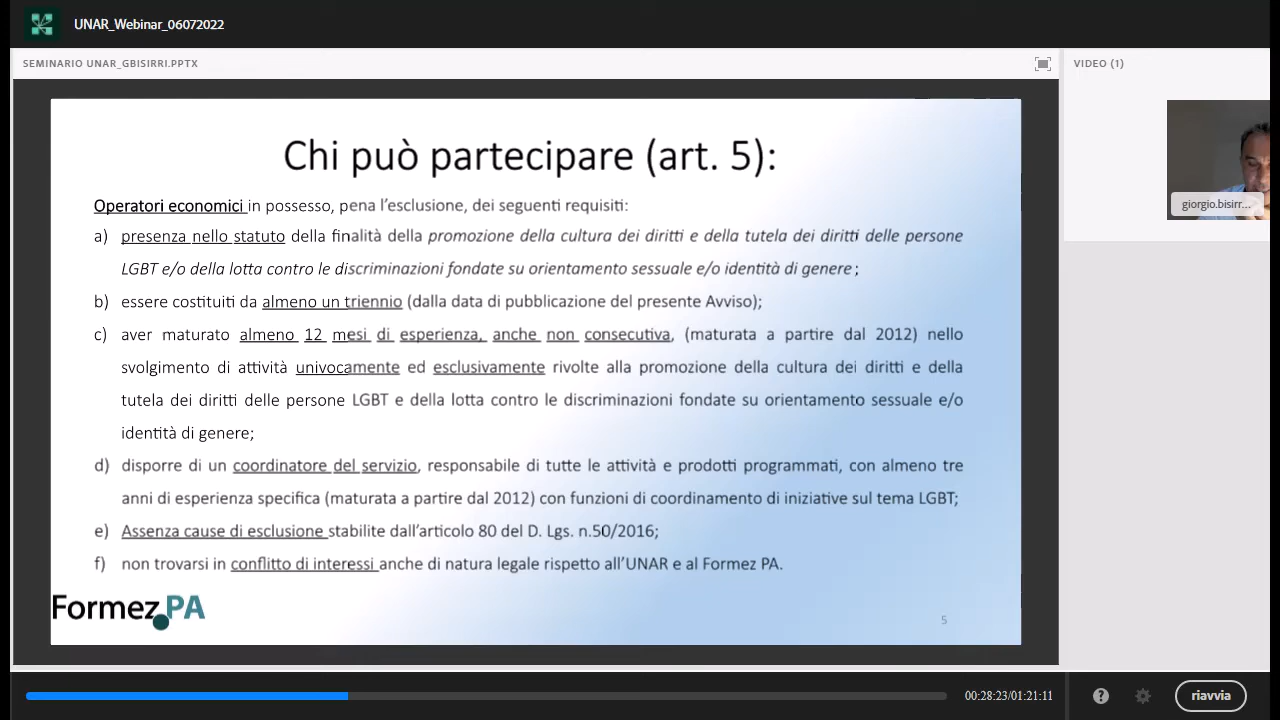 UNAR_Webinar_06072022
SEMINARIO UNAR_GBISIRRI.PPTX
VIDEO (1)
Chi può partecipare (art. 5):
Operatori economici in possesso, pena l'esclusione, dei seguenti requisiti:
a) presenza nello statuto della finalità della promozione della cultura dei diritti e della tutela dei diritti delle persone
LGBT e/o della lotta contro le discriminazioni fondate su orientamento sessuale e/o identità di genere;
b) essere costituiti da almeno un triennio (dalla data di pubblicazione del presente Avviso);
c) aver maturato almeno 12 mesi di esperienza, anche non consecutiva, (maturata a partire dal 2012) nello
svolgimento di attività univocamente ed esclusivamente rivolte alla promozione della cultura dei diritti e della
tutela dei diritti delle persone LGBT e della lotta contro le discriminazioni fondate su orientamento sessuale e/o
identità di genere;
d) disporre di un coordinatore del servizio, responsabile di tutte le attività e prodotti programmati, con almeno tre
anni di esperienza specifica (maturata a partire dal 2012) con funzioni di coordinamento di iniziative sul tema LGBT;
e) Assenza cause di esclusione stabilite dall'articolo 80 del D. Lgs. n.50/2016;
f) non trovarsi in conflitto di interessi anche di natura legale rispetto all'UNAR e al Formez PA.
Formez PA
5
giorgio.bisirr...
00:28:23/01:21:11
?
riavvia